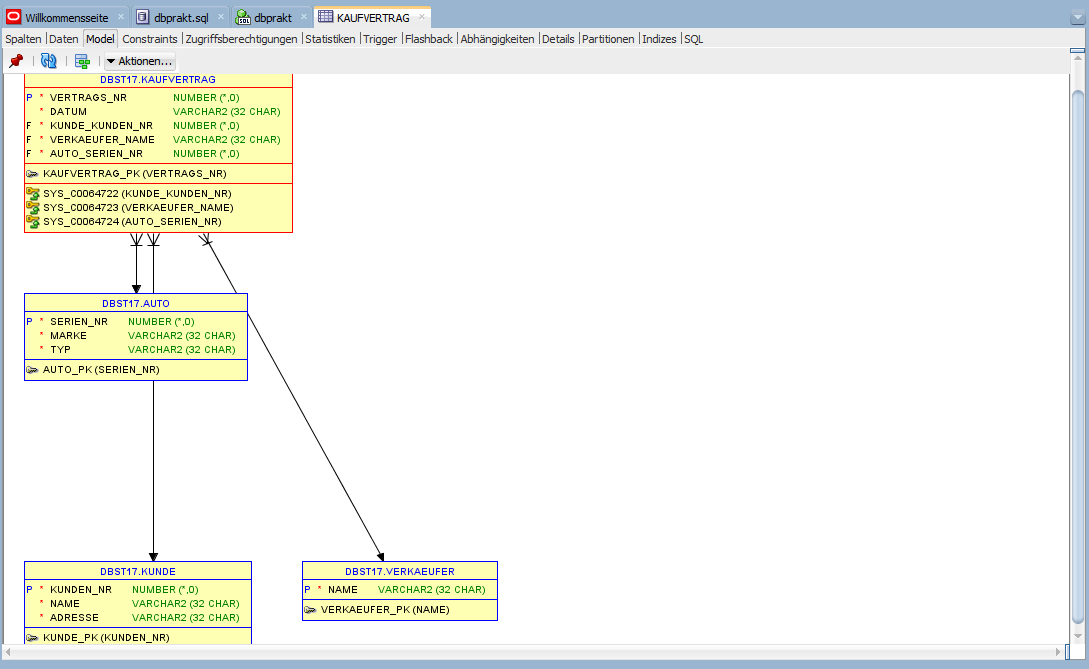 Willkommensseite dbprakt.sql dbprakt KAUFVERTRAG
Spalten Daten Model Constraints Zugriffsberechtigungen Statistiken Trigger Flashback Abhängigkeiten Details Partitionen Indizes SQL
Aktionen...
DBST17.KAUFVERTRAG
P * VERTRAGS_NR NUMBER (*,0)
* DATUM VARCHAR2 (32 CHAR)
F * KUNDE_KUNDEN_NR NUMBER (*,0)
F * VERKAEUFER_NAME VARCHAR2 (32 CHAR)
F * AUTO_SERIEN_NR NUMBER (*,0)
KAUFVERTRAG_PK (VERTRAGS_NR)
SYS_C0064722 (KUNDE_KUNDEN_NR)
SYS_C0064723 (VERKAEUFER_NAME)
SYS_C0064724 (AUTO_SERIEN_NR)
DBST17.AUTO
P * SERIEN_NR NUMBER (*,0)
* MARKE VARCHAR2 (32 CHAR)
* TYP VARCHAR2 (32 CHAR)
AUTO_PK (SERIEN_NR)
DBST17.KUNDE
P * KUNDEN_NR NUMBER (*,0)
* NAME VARCHAR2 (32 CHAR)
* ADRESSE VARCHAR2 (32 CHAR)
KUNDE_PK (KUNDEN_NR)
DBST17.VERKAEUFER
P * NAME VARCHAR2 (32 CHAR)
VERKAEUFER_PK (NAME)